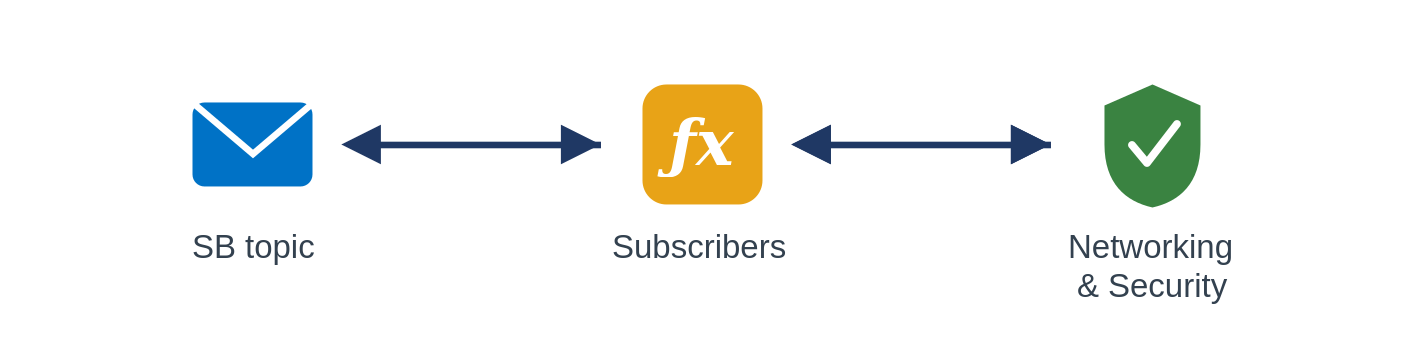 fx
SB topic
Subscribers
Networking
& Security